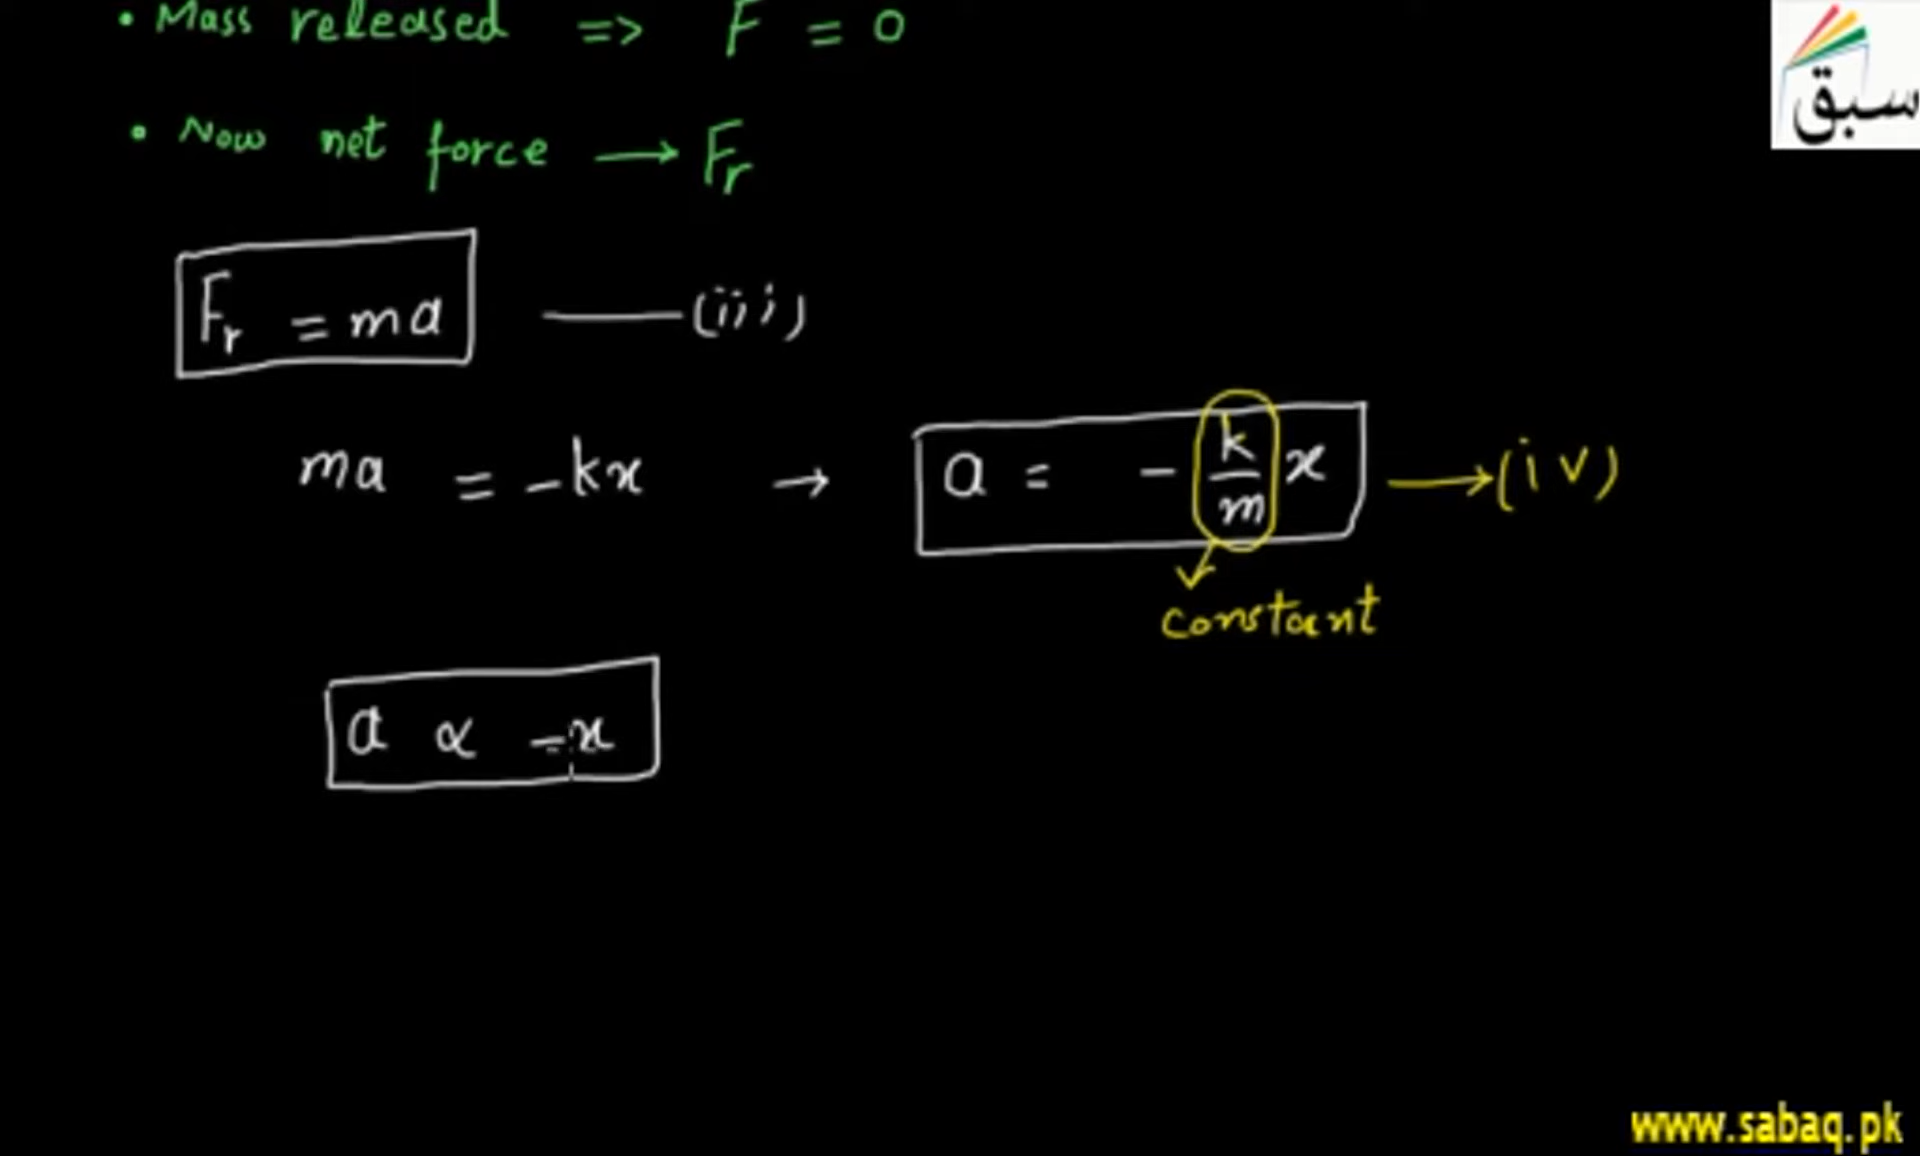 • Mass released => F = 0
سبق
• Now net force → Fr
Fr = ma —— (iii)
ma = -kx → a = - k/m x → (iv)
constant
a ∝ -x
www.sabaq.pk